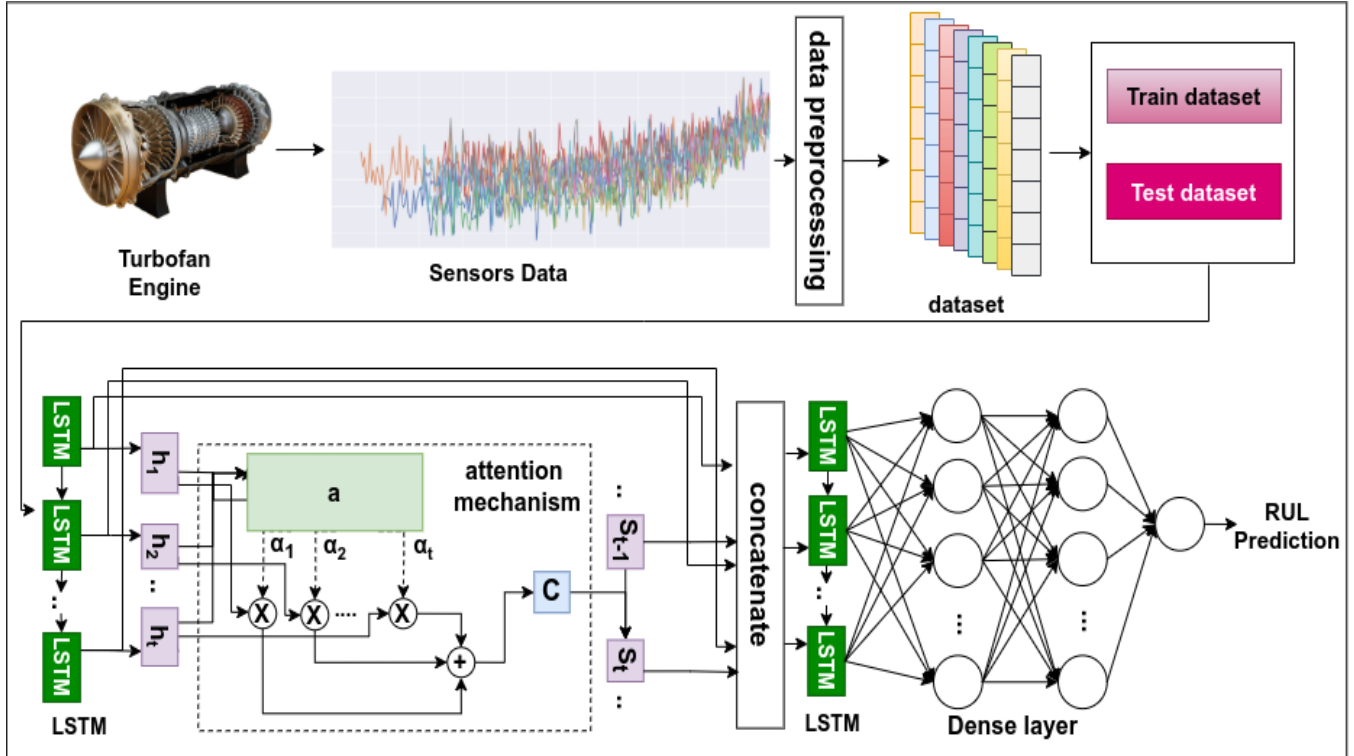 Turbofan
Engine
Sensors Data
data preprocessing
dataset
Train dataset
Test dataset
LSTM
LSTM
..
LSTM
LSTM
h1
h2
..
ht
a
attention
mechanism
α1
α2
αt
X
X
....
X
+
C
..
St-1
St
..
concatenate
LSTM
LSTM
..
LSTM
LSTM
...
...
Dense layer
RUL
Prediction